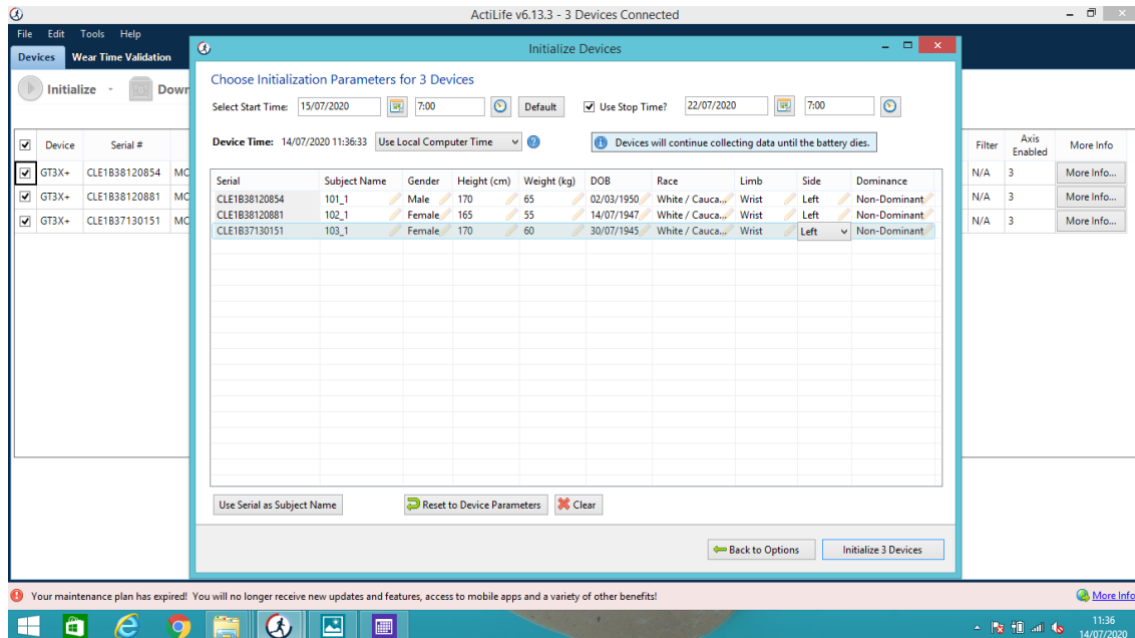 ActiLife v6.13.3 - 3 Devices Connected
File Edit Tools Help
Devices Wear Time Validation
Initialize Down
Device Serial # Filter Axis Enabled More Info
GT3X+ CLE1B38120854 MO N/A 3 More Info...
GT3X+ CLE1B38120881 MO N/A 3 More Info...
GT3X+ CLE1B37130151 MO N/A 3 More Info...
Initialize Devices
Choose Initialization Parameters for 3 Devices
Select Start Time: 15/07/2020 7:00 Default Use Stop Time? 22/07/2020 7:00
Device Time: 14/07/2020 11:36:33 Use Local Computer Time Devices will continue collecting data until the battery dies.
Serial Subject Name Gender Height (cm) Weight (kg) DOB Race Limb Side Dominance
CLE1B38120854 101_1 Male 170 65 02/03/1950 White / Cauca... Wrist Left Non-Dominant
CLE1B38120881 102_1 Female 165 55 14/07/1947 White / Cauca... Wrist Left Non-Dominant
CLE1B37130151 103_1 Female 170 60 30/07/1945 White / Cauca... Wrist Left Non-Dominant
Use Serial as Subject Name Reset to Device Parameters Clear
Back to Options Initialize 3 Devices
Your maintenance plan has expired! You will no longer receive new updates and features, access to mobile apps and a variety of other benefits! More Info
11:36
14/07/2020